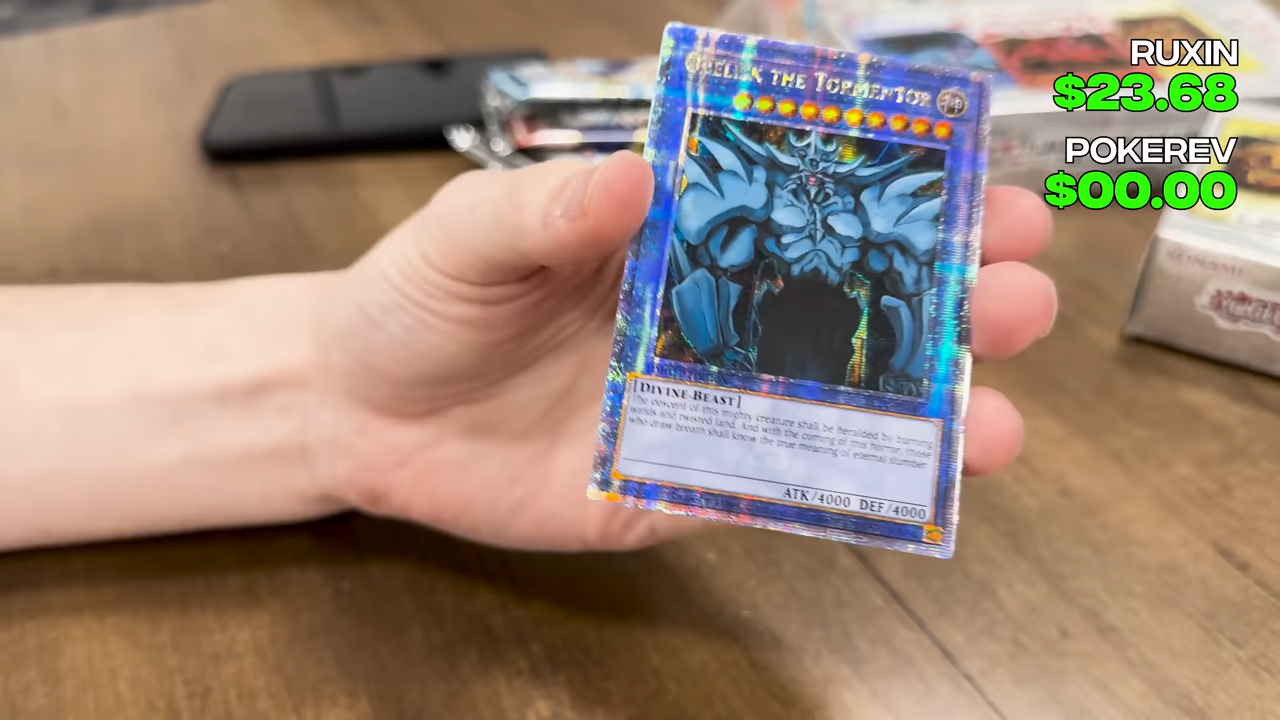 RUXIN
$23.68
POKEREV
$00.00
THE TORMENTOR
[DIVINE-BEAST]
The descent of this mighty creature shall be heralded by burning
winds and twisted land. And with the coming of this horror, those
who draw breath shall know the true meaning of eternal slumber.
ATK/4000 DEF/4000